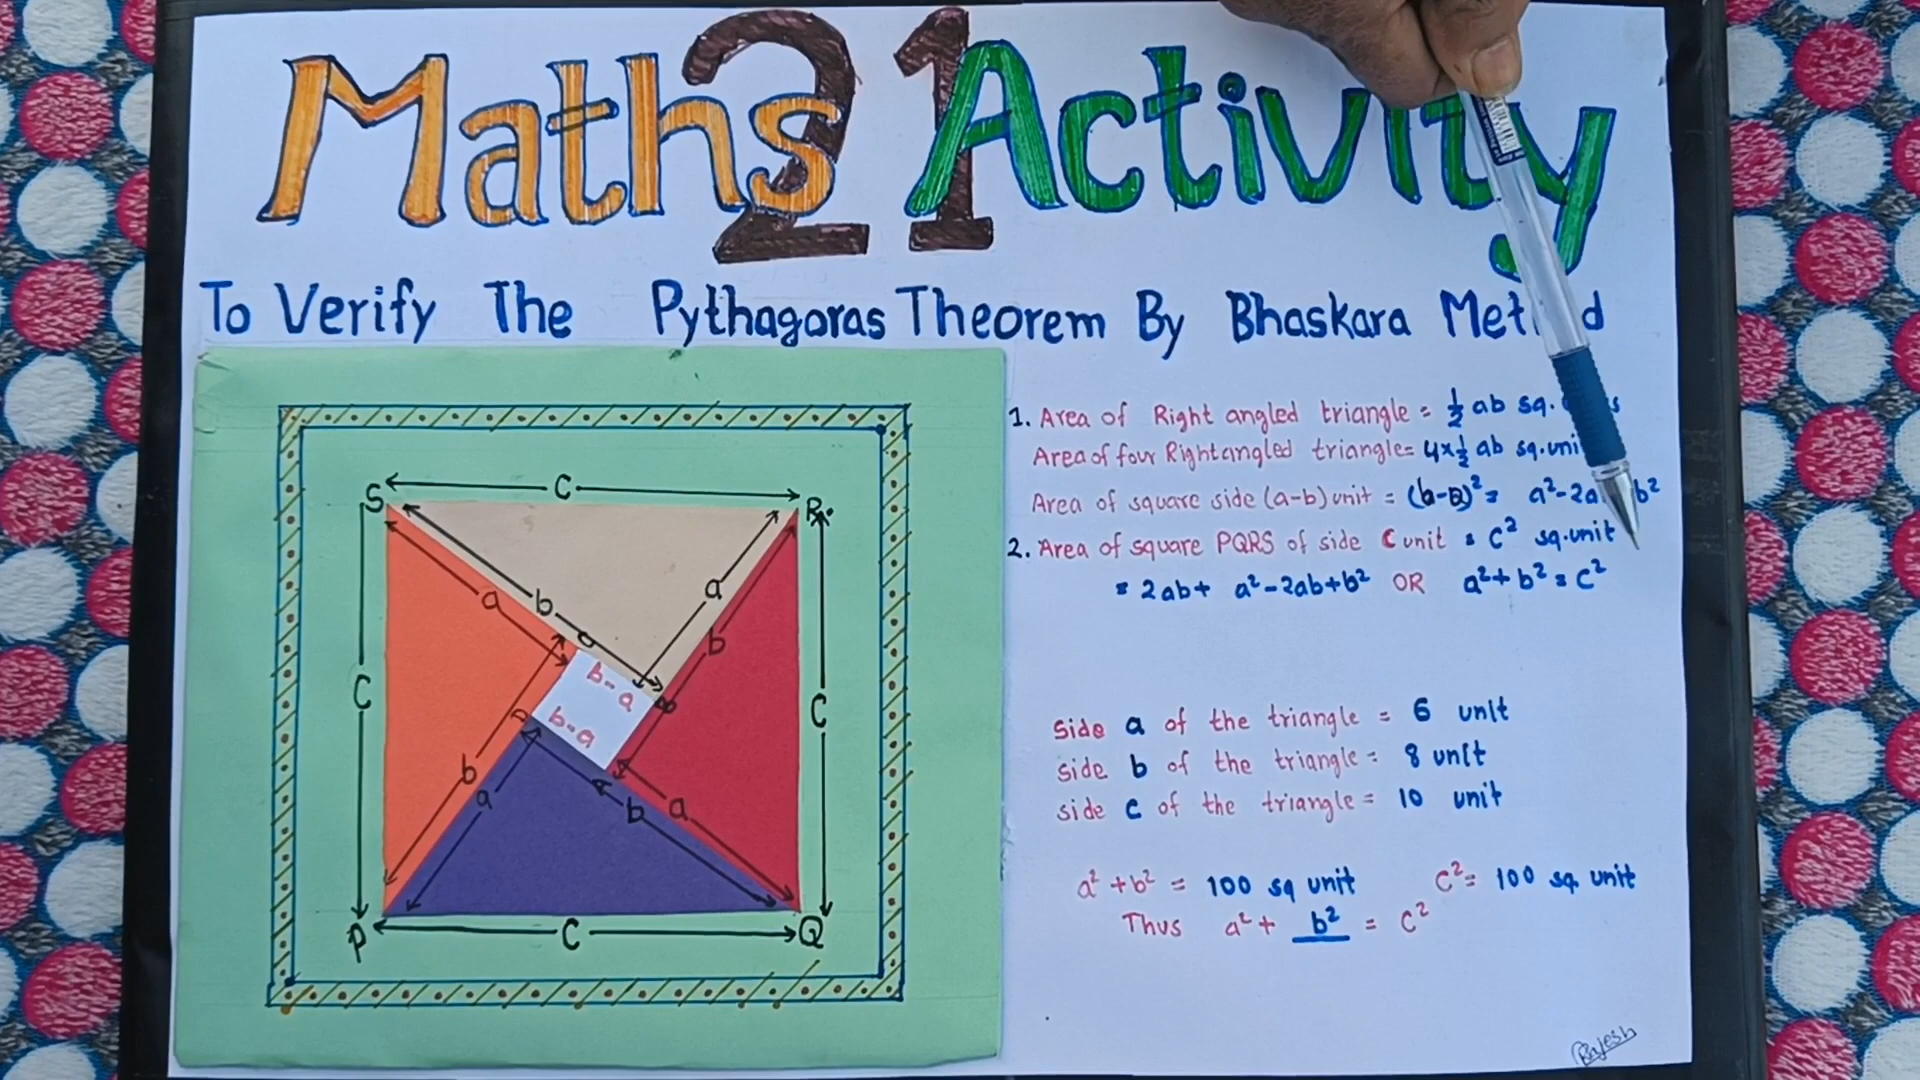 Maths 21 Activity
To Verify The Pythagoras Theorem By Bhaskara
1. Area of Right angled triangle = ½ ab sq.
Area of four Rightangled triangle = 4×½ ab sq.
Area of square side (a-b) unit = (b-a)² = a²-2a b²
2. Area of square PQRS of side C unit = C² sq.unit
= 2ab+ a²-2ab+b² OR a²+b²=c²
Side a of the triangle = 6 unit
side b of the triangle = 8 unit
side c of the triangle = 10 unit
a²+b² = 100 sq unit C²= 100 sq. unit
Thus a²+ b² = c²
S C R
a b a
b
b-a
C C
b-a
b a b a
P C Q
Rajesh